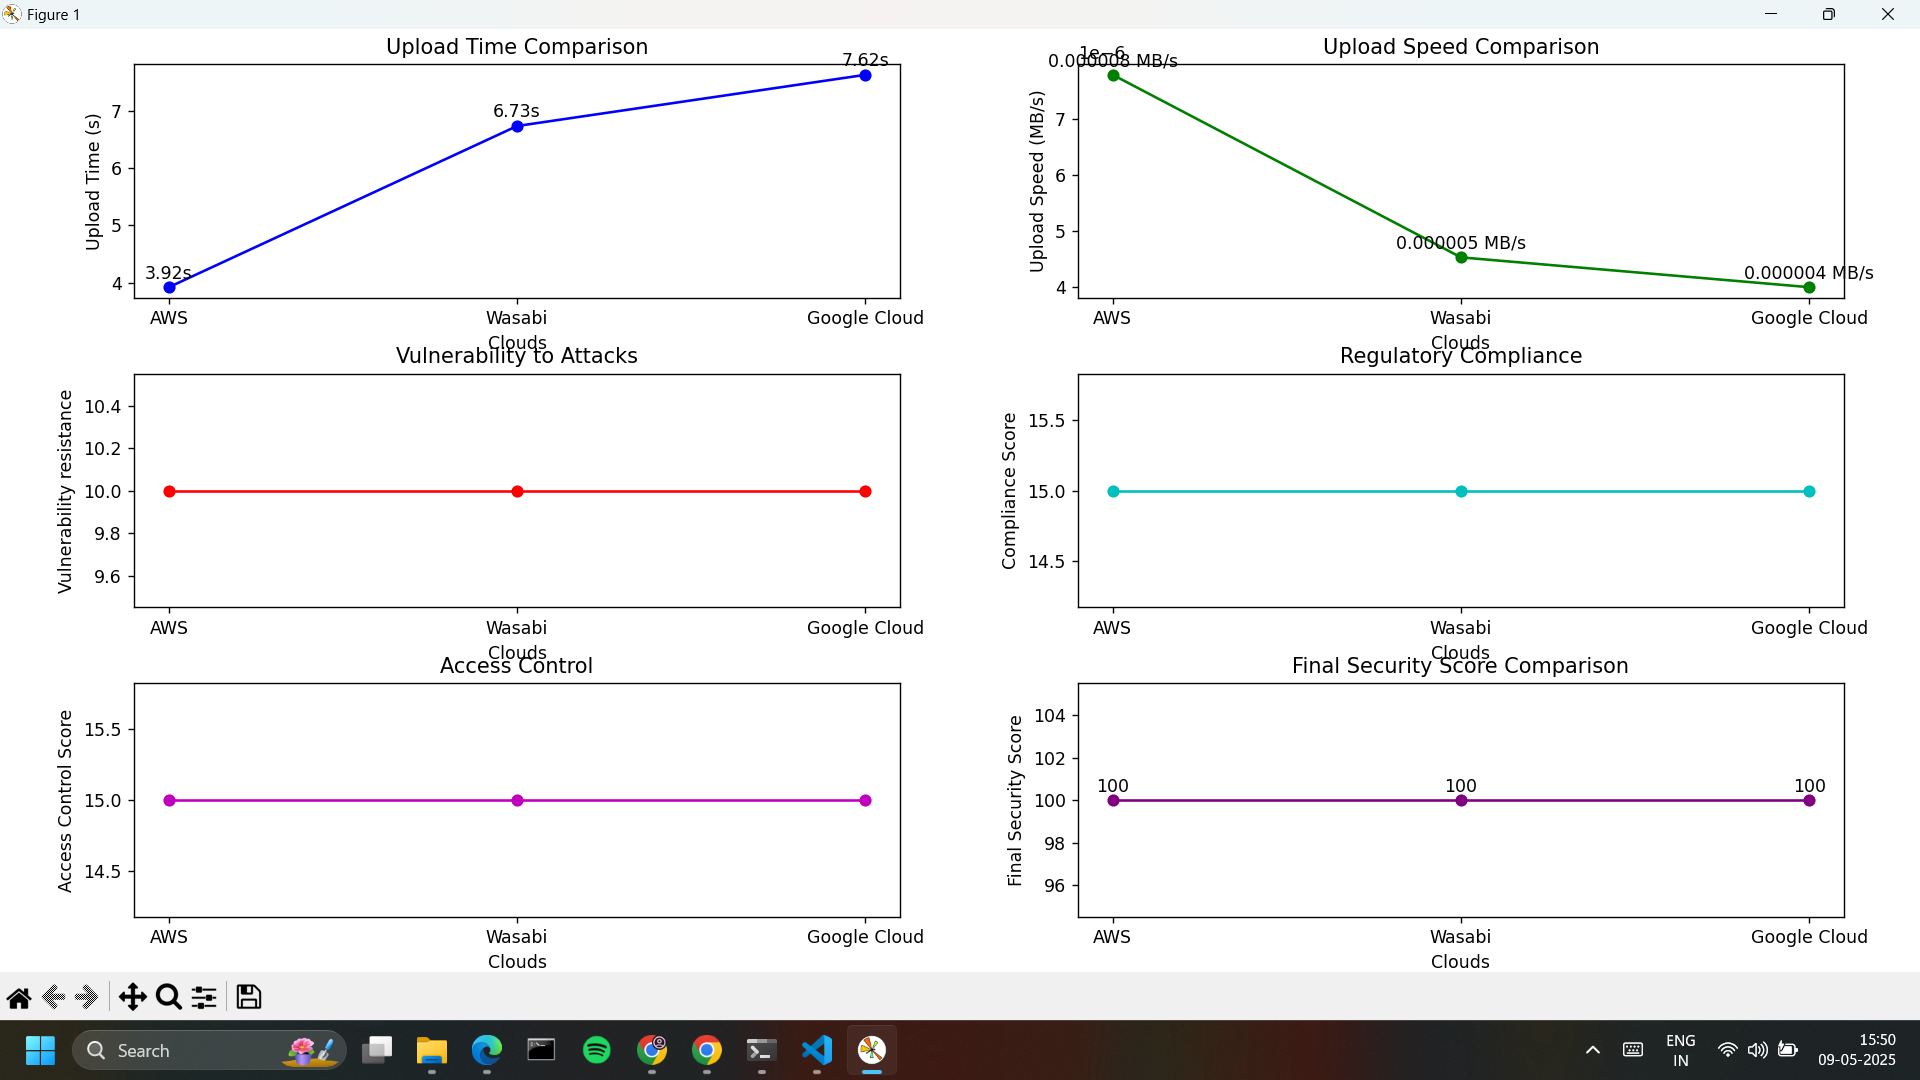 Figure 1
Upload Time Comparison
Upload Time (s)
7
6
5
4
3.92s
6.73s
7.62s
AWS
Wasabi
Google Cloud
Clouds
Upload Speed Comparison
1e−6
Upload Speed (MB/s)
7
6
5
4
0.000008 MB/s
0.000005 MB/s
0.000004 MB/s
AWS
Wasabi
Google Cloud
Clouds
Vulnerability to Attacks
Vulnerability resistance
10.4
10.2
10.0
9.8
9.6
AWS
Wasabi
Google Cloud
Clouds
Regulatory Compliance
Compliance Score
15.5
15.0
14.5
AWS
Wasabi
Google Cloud
Clouds
Access Control
Access Control Score
15.5
15.0
14.5
AWS
Wasabi
Google Cloud
Clouds
Final Security Score Comparison
Final Security Score
104
102
100
98
96
100
100
100
AWS
Wasabi
Google Cloud
Clouds
Search
ENG
IN
15:50
09-05-2025